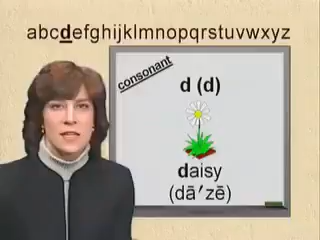 abcdefghijklmnopqrstuvwxyz
consonant
d (d)
daisy
(dā′zē)